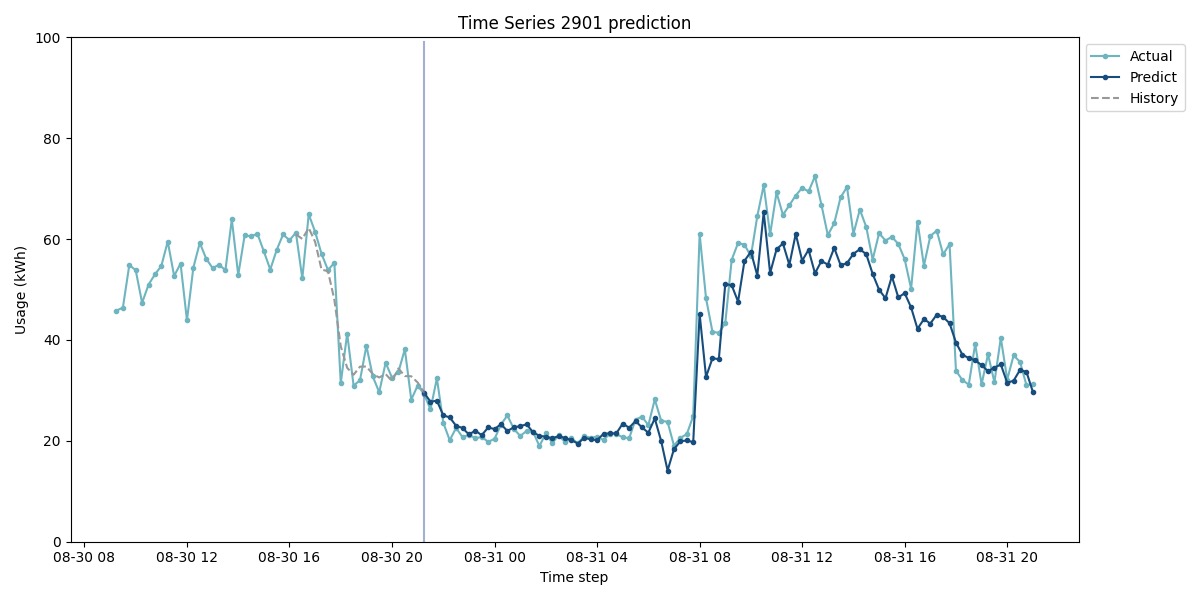 Time Series 2901 prediction
Usage (kWh)
100
80
60
40
20
0
08-30 08
08-30 12
08-30 16
08-30 20
08-31 00
08-31 04
08-31 08
08-31 12
08-31 16
08-31 20
Time step
Actual
Predict
History